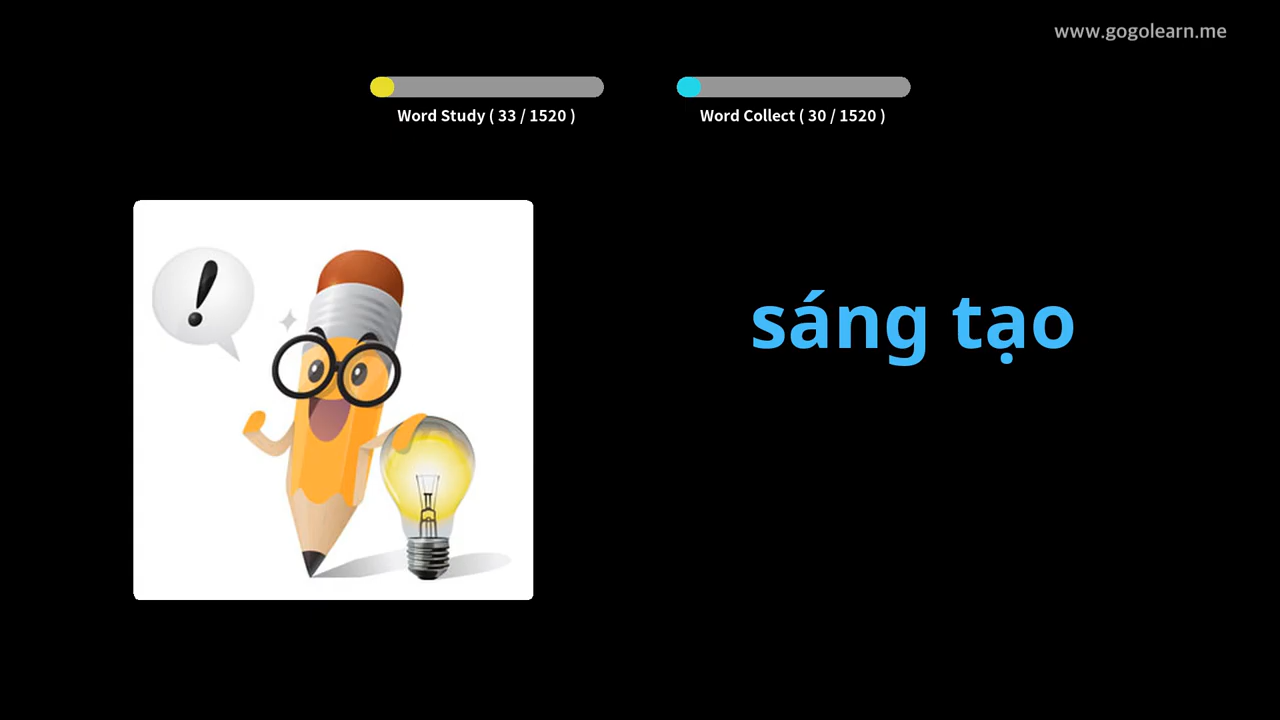 www.gogolearn.me
Word Study ( 33 / 1520 )
Word Collect ( 30 / 1520 )
!
sáng tạo